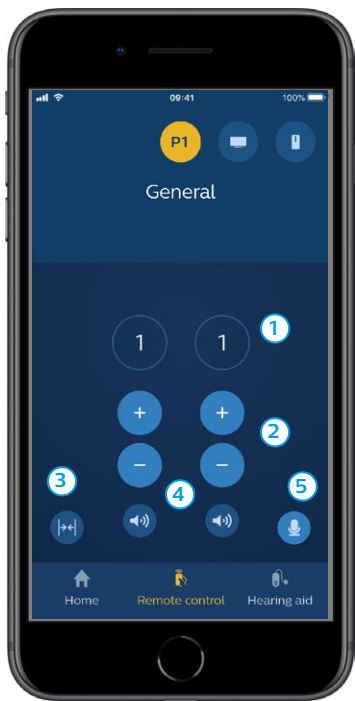 09:41 100%
P1
General
1 1 1
+ +
2
− −
3 4 5
Home Remote control Hearing aid